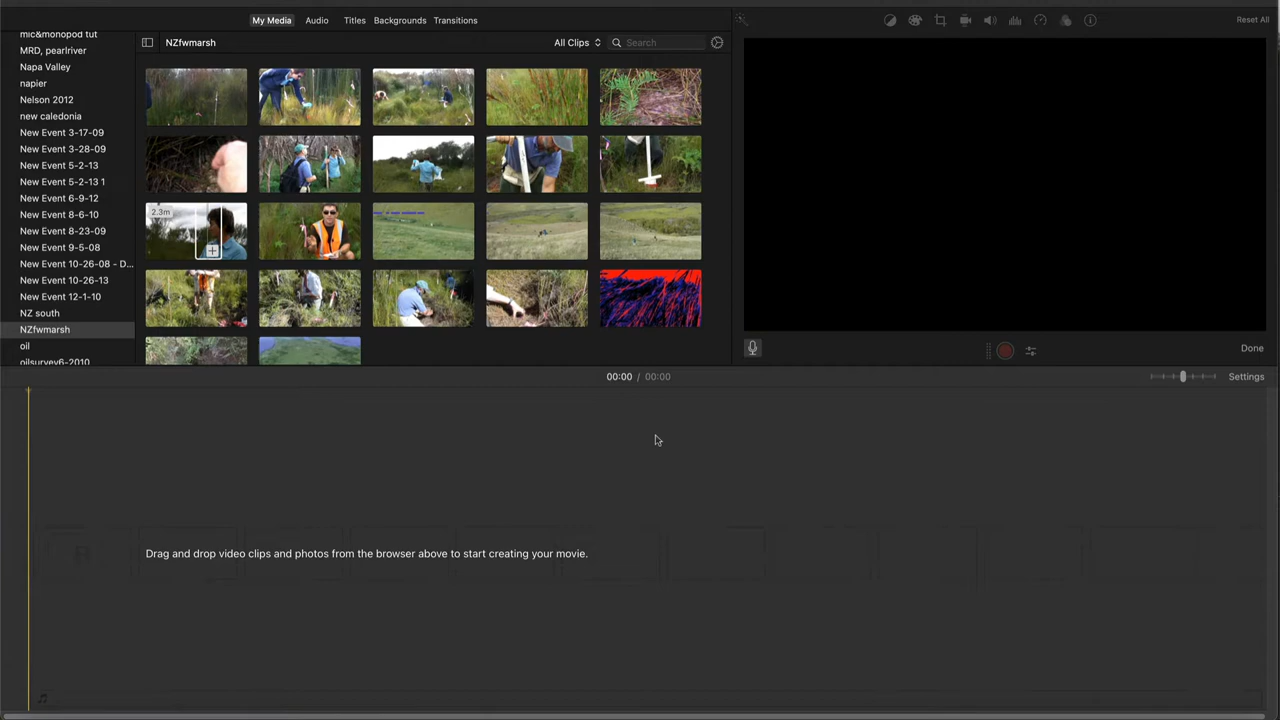 My Media Audio Titles Backgrounds Transitions
Reset All
NZfwmarsh
All Clips
Search
mic&monopod tut
MRD, pearlriver
Napa Valley
napier
Nelson 2012
new caledonia
New Event 3-17-09
New Event 3-28-09
New Event 5-2-13
New Event 5-2-13 1
New Event 6-9-12
New Event 8-6-10
New Event 8-23-09
New Event 9-5-08
New Event 10-26-08 - D...
New Event 10-26-13
New Event 12-1-10
NZ south
NZfwmarsh
oil
oilsurvey6-2010
2.3m
Done
00:00 / 00:00
Settings
Drag and drop video clips and photos from the browser above to start creating your movie.